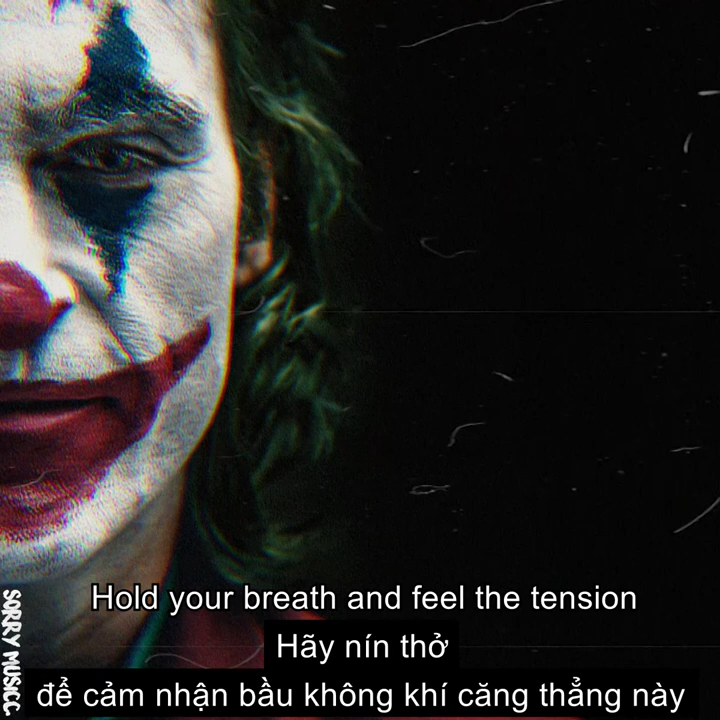 Hold your breath and feel the tension
Hãy nín thở
để cảm nhận bầu không khí căng thẳng này
SORRY MUSICC.